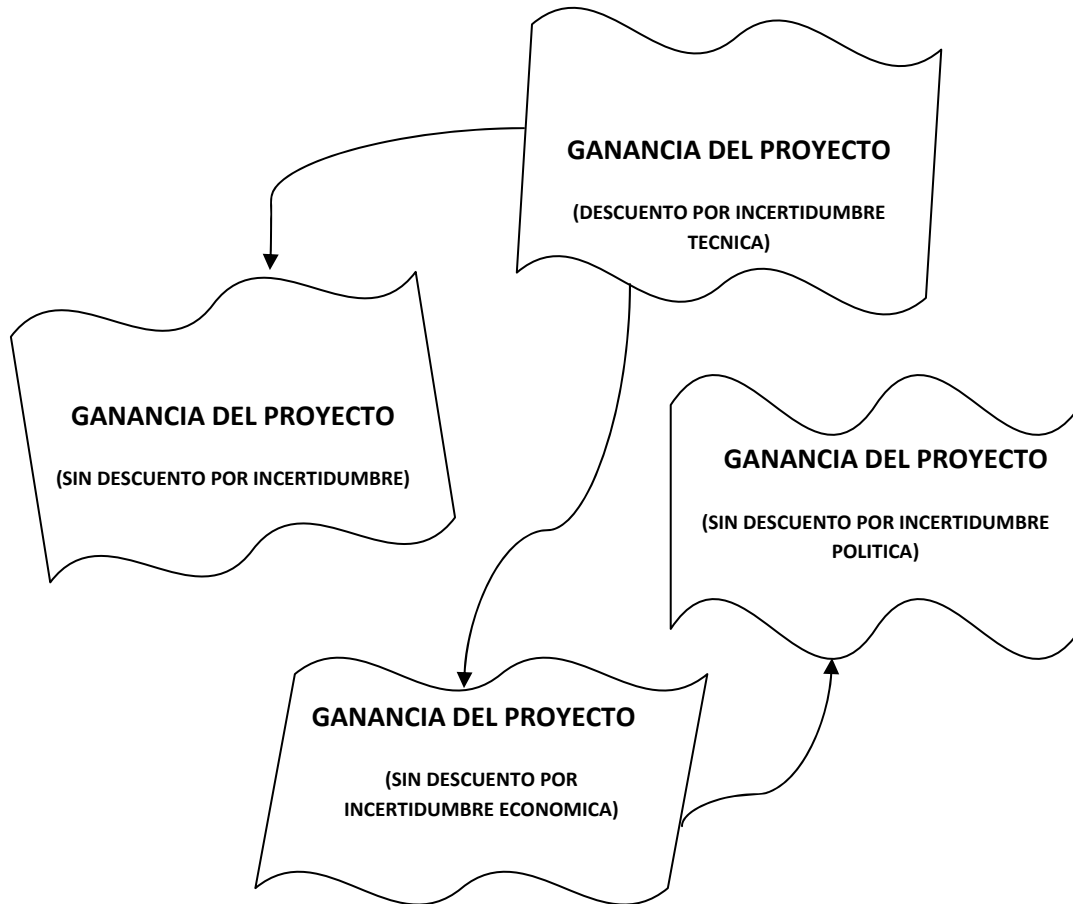 GANANCIA DEL PROYECTO
(DESCUENTO POR INCERTIDUMBRE
TECNICA)
GANANCIA DEL PROYECTO
(SIN DESCUENTO POR INCERTIDUMBRE)
GANANCIA DEL PROYECTO
(SIN DESCUENTO POR INCERTIDUMBRE
POLITICA)
GANANCIA DEL PROYECTO
(SIN DESCUENTO POR
INCERTIDUMBRE ECONOMICA)